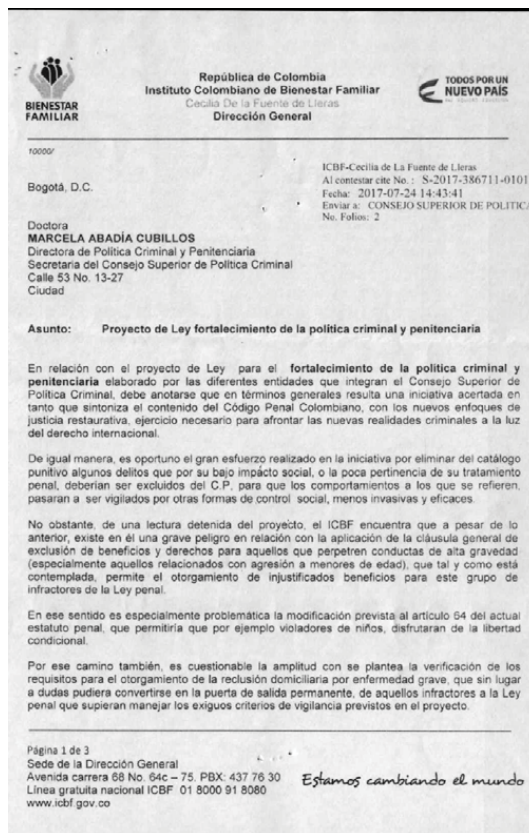 BIENESTAR
FAMILIAR
República de Colombia
Instituto Colombiano de Bienestar Familiar
Cecilia De la Fuente de Lleras
Dirección General
TODOS POR UN
NUEVO PAÍS
10000/
Bogotá, D.C.
ICBF-Cecilia de La Fuente de Lleras
Al contestar cite No. : S-2017-386711-0101
Fecha: 2017-07-24 14:43:41
Enviar a: CONSEJO SUPERIOR DE POLITICA
No. Folios: 2
Doctora
MARCELA ABADÍA CUBILLOS
Directora de Política Criminal y Penitenciaria
Secretaria del Consejo Superior de Política Criminal
Calle 53 No. 13-27
Ciudad
Asunto: Proyecto de Ley fortalecimiento de la política criminal y penitenciaria
En relación con el proyecto de Ley para el fortalecimiento de la política criminal y
penitenciaria elaborado por las diferentes entidades que integran el Consejo Superior de
Política Criminal, debe anotarse que en términos generales resulta una iniciativa acertada en
tanto que sintoniza el contenido del Código Penal Colombiano, con los nuevos enfoques de
justicia restaurativa, ejercicio necesario para afrontar las nuevas realidades criminales a la luz
del derecho internacional.
De igual manera, es oportuno el gran esfuerzo realizado en la iniciativa por eliminar del catálogo
punitivo algunos delitos que por su bajo impacto social, o la poca pertinencia de su tratamiento
penal, deberían ser excluidos del C.P. para que los comportamientos a los que se refieren,
pasaran a ser vigilados por otras formas de control social, menos invasivas y eficaces.
No obstante, de una lectura detenida del proyecto, el ICBF encuentra que a pesar de lo
anterior, existe en él una grave peligro en relación con la aplicación de la cláusula general de
exclusión de beneficios y derechos para aquellos que perpetren conductas de alta gravedad
(especialmente aquellos relacionados con agresión a menores de edad), que tal y como está
contemplada, permite el otorgamiento de injustificados beneficios para este grupo de
infractores de la Ley penal.
En ese sentido es especialmente problemática la modificación prevista al artículo 64 del actual
estatuto penal, que permitiría que por ejemplo violadores de niños, disfrutaran de la libertad
condicional.
Por ese camino también, es cuestionable la amplitud con se plantea la verificación de los
requisitos para el otorgamiento de la reclusión domiciliaria por enfermedad grave, que sin lugar
a dudas pudiera convertirse en la puerta de salida permanente, de aquellos infractores a la Ley
penal que supieran manejar los exiguos criterios de vigilancia previstos en el proyecto.
Página 1 de 3
Sede de la Dirección General
Avenida carrera 68 No. 64c – 75. PBX: 437 76 30
Línea gratuita nacional ICBF 01 8000 91 8080
www.icbf.gov.co
Estamos cambiando el mundo